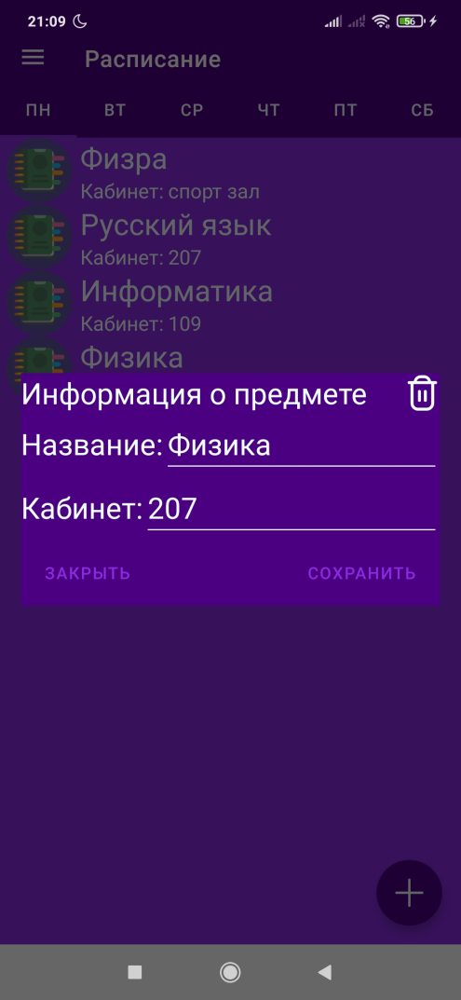 21:09 56
Расписание
ПН ВТ СР ЧТ ПТ СБ
Физра
Кабинет: спорт зал
Русский язык
Кабинет: 207
Информатика
Кабинет: 109
Физика
Информация о предмете
Название: Физика
Кабинет: 207
ЗАКРЫТЬ СОХРАНИТЬ